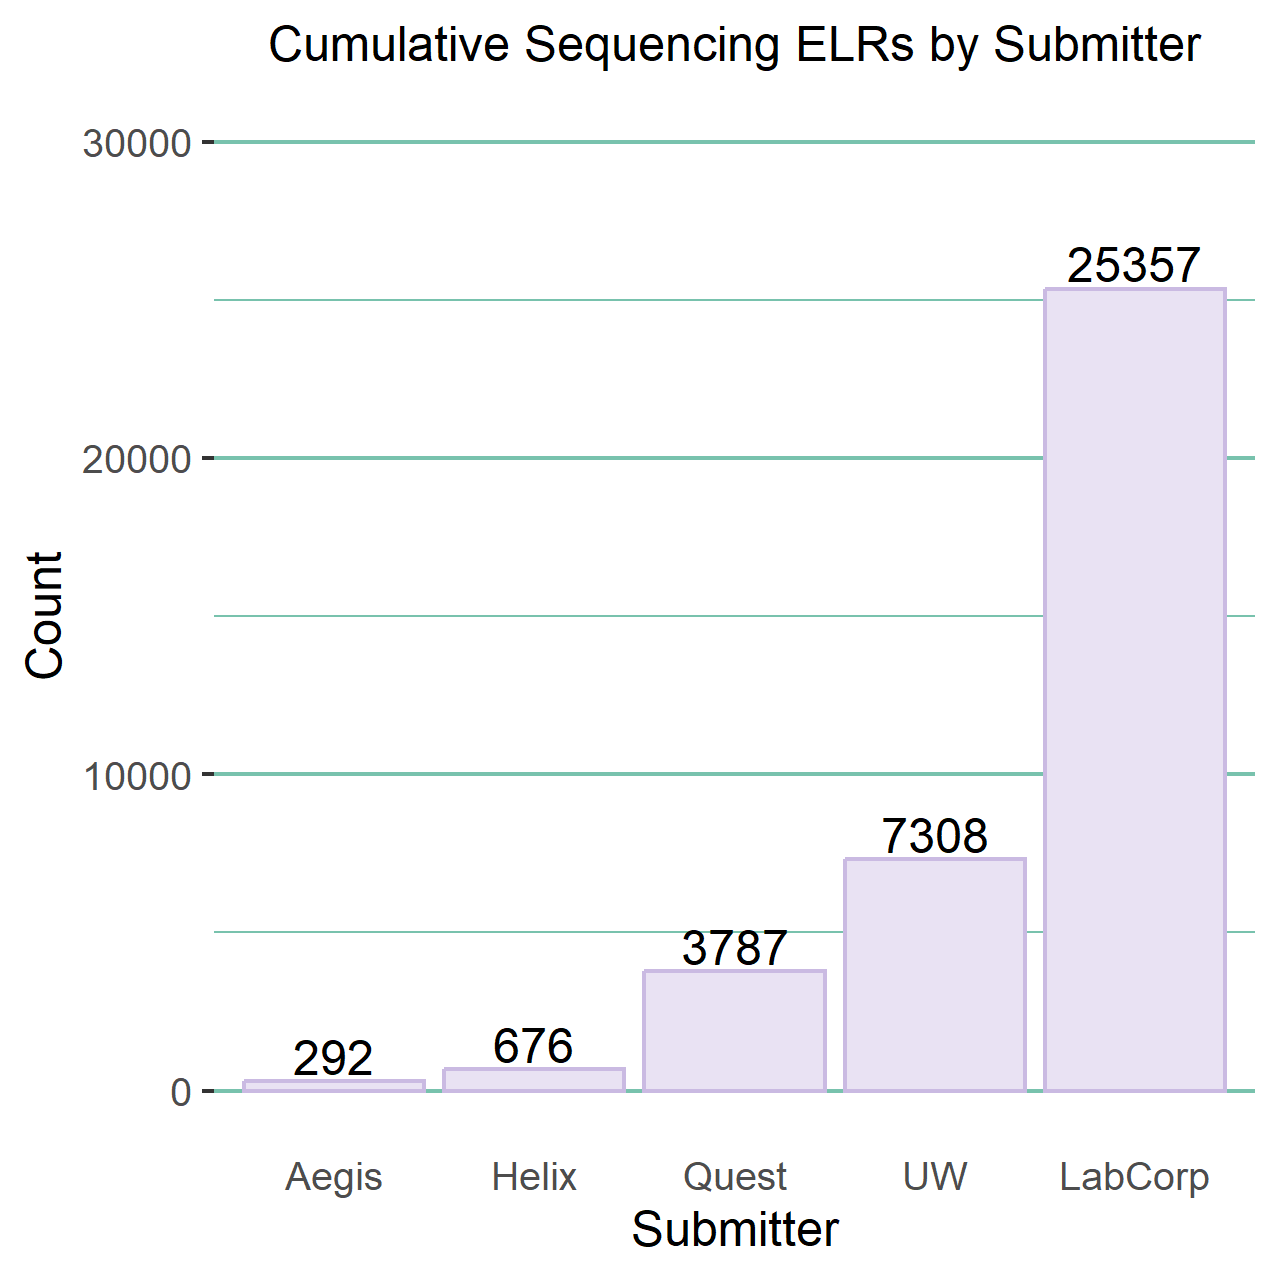 Cumulative Sequencing ELRs by Submitter
30000
25357
20000
Count
10000
7308
3787
676
292
0
Aegis Helix Quest UW LabCorp
Submitter